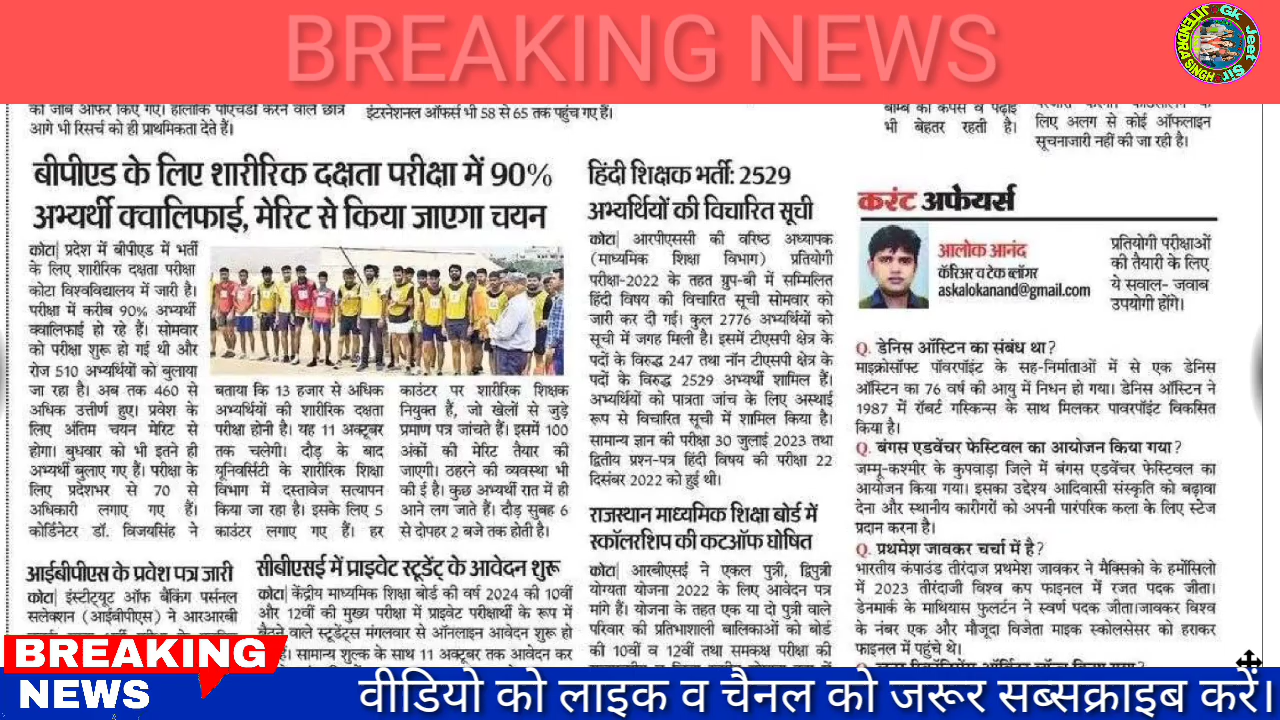 BREAKING NEWS
JITENDRA SINGH
Gk Jeet Sir
आगे भी रिसर्च को ही प्राथमिकता देते हैं।
इंटरनेशनल ऑफर्स भी 58 से 65 तक पहुंच गए हैं।
भी बेहतर रहती है।
लिए अलग से कोई ऑफलाइन
सूचनाजारी नहीं की जा रही है।
बीपीएड के लिए शारीरिक दक्षता परीक्षा में 90%
अभ्यर्थी क्वालिफाई, मेरिट से किया जाएगा चयन
कोटा| प्रदेश में बीपीएड में भर्ती
के लिए शारीरिक दक्षता परीक्षा
कोटा विश्वविद्यालय में जारी है।
परीक्षा में करीब 90% अभ्यर्थी
क्वालिफाई हो रहे हैं। सोमवार
को परीक्षा शुरू हो गई थी और
रोज 510 अभ्यर्थियों को बुलाया
जा रहा है। अब तक 460 से
अधिक उत्तीर्ण हुए। प्रवेश के
लिए अंतिम चयन मेरिट से
होगा। बुधवार को भी इतने ही
अभ्यर्थी बुलाए गए हैं। परीक्षा के
लिए प्रदेशभर से 70 से
अधिकारी लगाए गए हैं।
कोर्डिनेटर डॉ. विजयसिंह ने
बताया कि 13 हजार से अधिक
अभ्यर्थियों की शारीरिक दक्षता
परीक्षा होनी है। यह 11 अक्टूबर
तक चलेगी। दौड़ के बाद
यूनिवर्सिटी के शारीरिक शिक्षा
विभाग में दस्तावेज सत्यापन
किया जा रहा है। इसके लिए 5
काउंटर लगाए गए हैं। हर
काउंटर पर शारीरिक शिक्षक
नियुक्त हैं, जो खेलों से जुड़े
प्रमाण पत्र जांचते हैं। इसमें 100
अंकों की मेरिट तैयार की
जाएगी। ठहरने की व्यवस्था भी
की ई है। कुछ अभ्यर्थी रात में ही
आने लग जाते हैं। दौड़ सुबह 6
से दोपहर 2 बजे तक होती है।
आईबीपीएस के प्रवेश पत्र जारी
कोटा| इंस्टीट्यूट ऑफ बैंकिंग पर्सनल
सलेक्शन (आईबीपीएस) ने आरआरबी
सीबीएसई में प्राइवेट स्टूडेंट् के आवेदन शुरू
कोटा| केंद्रीय माध्यमिक शिक्षा बोर्ड की वर्ष 2024 की 10वीं
और 12वीं की मुख्य परीक्षा में प्राइवेट परीक्षार्थी के रूप में
बैठने वाले स्टूडेंट्स मंगलवार से ऑनलाइन आवेदन शुरू हो
हैं। सामान्य शुल्क के साथ 11 अक्टूबर तक आवेदन कर
हिंदी शिक्षक भर्ती: 2529
अभ्यर्थियों की विचारित सूची
कोटा| आरपीएससी की वरिष्ठ अध्यापक
(माध्यमिक शिक्षा विभाग) प्रतियोगी
परीक्षा-2022 के तहत ग्रुप-बी में सम्मिलित
हिंदी विषय की विचारित सूची सोमवार को
जारी कर दी गई। कुल 2776 अभ्यर्थियों को
सूची में जगह मिली है। इसमें टीएसपी क्षेत्र के
पदों के विरुद्ध 247 तथा नॉन टीएसपी क्षेत्र के
पदों के विरुद्ध 2529 अभ्यर्थी शामिल हैं।
अभ्यर्थियों को पात्रता जांच के लिए अस्थाई
रूप से विचारित सूची में शामिल किया है।
सामान्य ज्ञान की परीक्षा 30 जुलाई 2023 तथा
द्वितीय प्रश्न-पत्र हिंदी विषय की परीक्षा 22
दिसंबर 2022 को हुई थी।
राजस्थान माध्यमिक शिक्षा बोर्ड में
स्कॉलरशिप की कटऑफ घोषित
कोटा| आरबीएसई ने एकल पुत्री, द्विपुत्री
योग्यता योजना 2022 के लिए आवेदन पत्र
मांगे हैं। योजना के तहत एक या दो पुत्री वाले
परिवार की प्रतिभाशाली बालिकाओं को बोर्ड
की 10वीं व 12वीं तथा समकक्ष परीक्षा की
करंट अफेयर्स
आलोक आनंद
कॅरिअर व टेक ब्लॉगर
askalokanand@gmail.com
प्रतियोगी परीक्षाओं
की तैयारी के लिए
ये सवाल- जवाब
उपयोगी होंगे।
Q. डेनिस ऑस्टिन का संबंध था?
माइक्रोसॉफ्ट पॉवरपॉइंट के सह-निर्माताओं में से एक डेनिस
ऑस्टिन का 76 वर्ष की आयु में निधन हो गया। डेनिस ऑस्टिन ने
1987 में रॉबर्ट गस्किन्स के साथ मिलकर पावरपॉइंट विकसित
किया है।
Q. बंगस एडवेंचर फेस्टिवल का आयोजन किया गया?
जम्मू-कश्मीर के कुपवाड़ा जिले में बंगस एडवेंचर फेस्टिवल का
आयोजन किया गया। इसका उद्देश्य आदिवासी संस्कृति को बढ़ावा
देना और स्थानीय कारीगरों को अपनी पारंपरिक कला के लिए स्टेज
प्रदान करना है।
Q. प्रथमेश जावकर चर्चा में है?
भारतीय कंपाउंड तीरंदाज प्रथमेश जावकर ने मैक्सिको के हर्मोसिलो
में 2023 तीरंदाजी विश्व कप फाइनल में रजत पदक जीता।
डेनमार्क के माथियास फुलर्टन ने स्वर्ण पदक जीता।जावकर विश्व
के नंबर एक और मौजूदा विजेता माइक स्कोलसेसर को हराकर
फाइनल में पहुंचे थे।
BREAKING
NEWS
वीडियो को लाइक व चैनल को जरूर सब्सक्राइब करें।